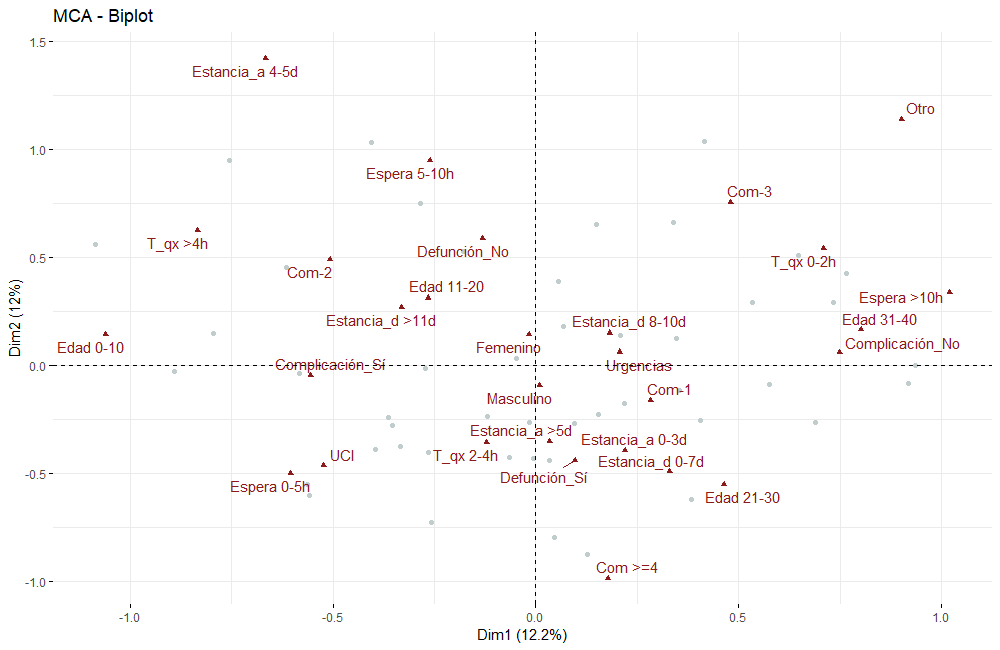 MCA - Biplot
1.5
Estancia_a 4-5d
Otro
1.0
Espera 5-10h
Com-3
T_qx >4h
Defunción_No
T_qx 0-2h
0.5
Com-2
Edad 11-20
Espera >10h
Estancia_d >11d
Estancia_d 8-10d
Edad 31-40
Edad 0-10
Femenino
Complicación_No
0.0
Complicación_Sí
Urgencias
Masculino
Com-1
Estancia_a >5d
Estancia_a 0-3d
UCI
T_qx 2-4h
Estancia_d 0-7d
-0.5
Espera 0-5h
Defunción_Sí
Edad 21-30
Com >=4
-1.0
-1.0
-0.5
0.0
0.5
1.0
Dim1 (12.2%)
Dim2 (12%)